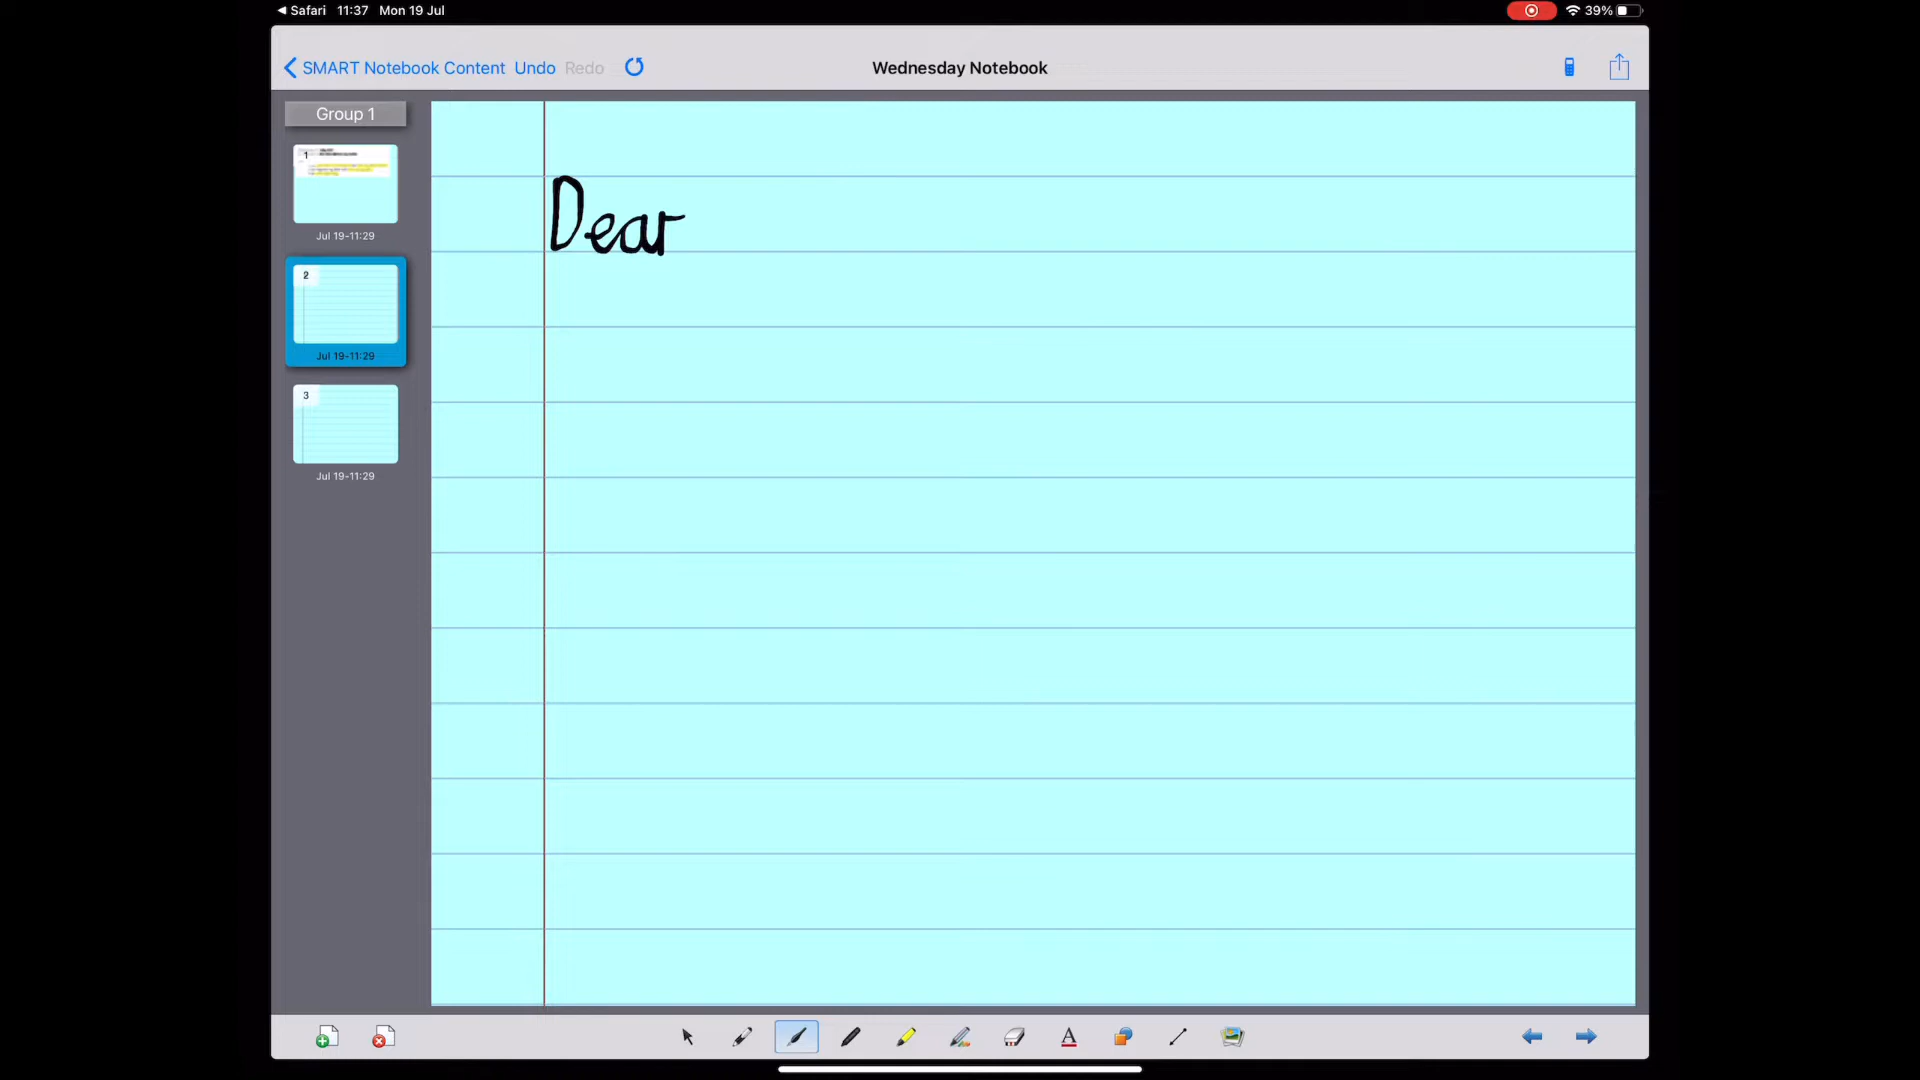 ◀ Safari 11:37 Mon 19 Jul 39%
SMART Notebook Content Undo Redo Wednesday Notebook
Group 1
1
Jul 19-11:29
2
Jul 19-11:29
3
Jul 19-11:29
Dear
A